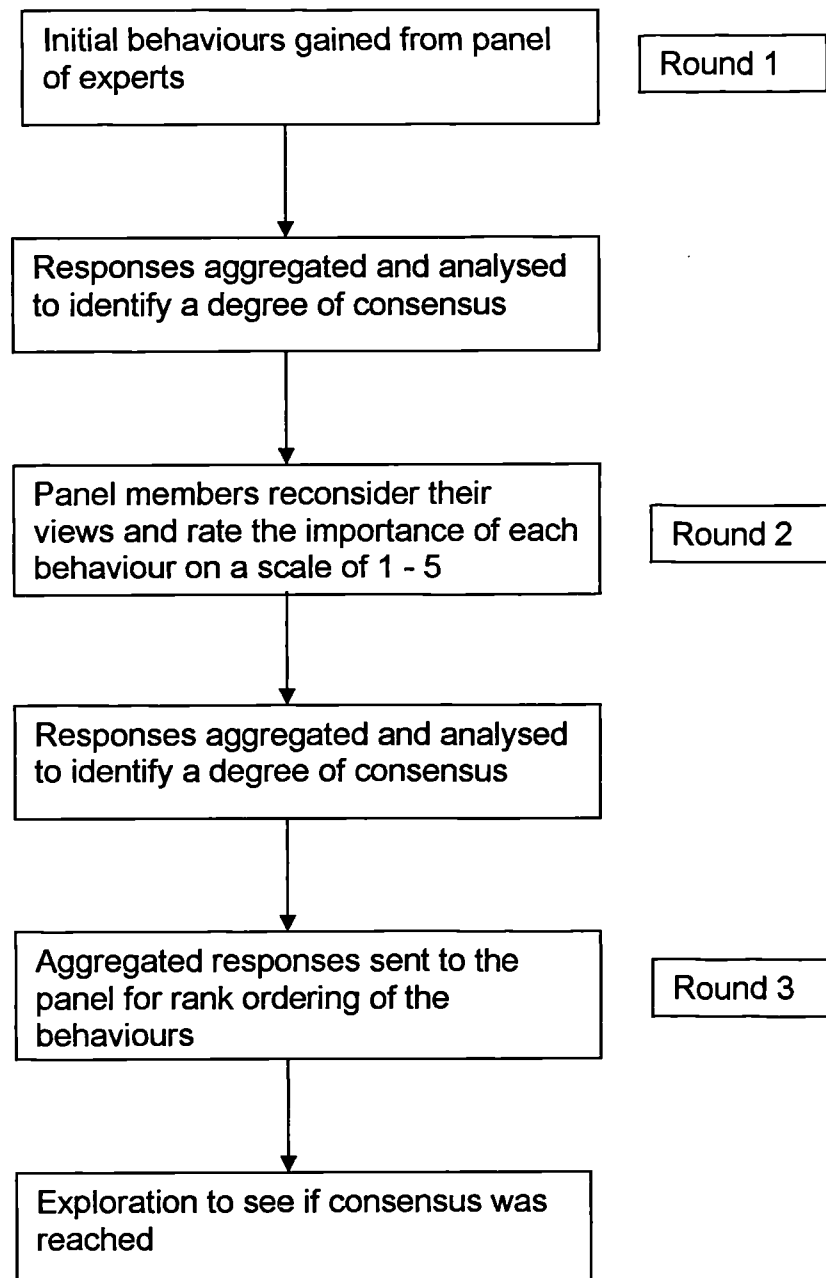 Initial behaviours gained from panel
of experts
Round 1
Responses aggregated and analysed
to identify a degree of consensus
Panel members reconsider their
views and rate the importance of each
behaviour on a scale of 1 - 5
Round 2
Responses aggregated and analysed
to identify a degree of consensus
Aggregated responses sent to the
panel for rank ordering of the
behaviours
Round 3
Exploration to see if consensus was
reached